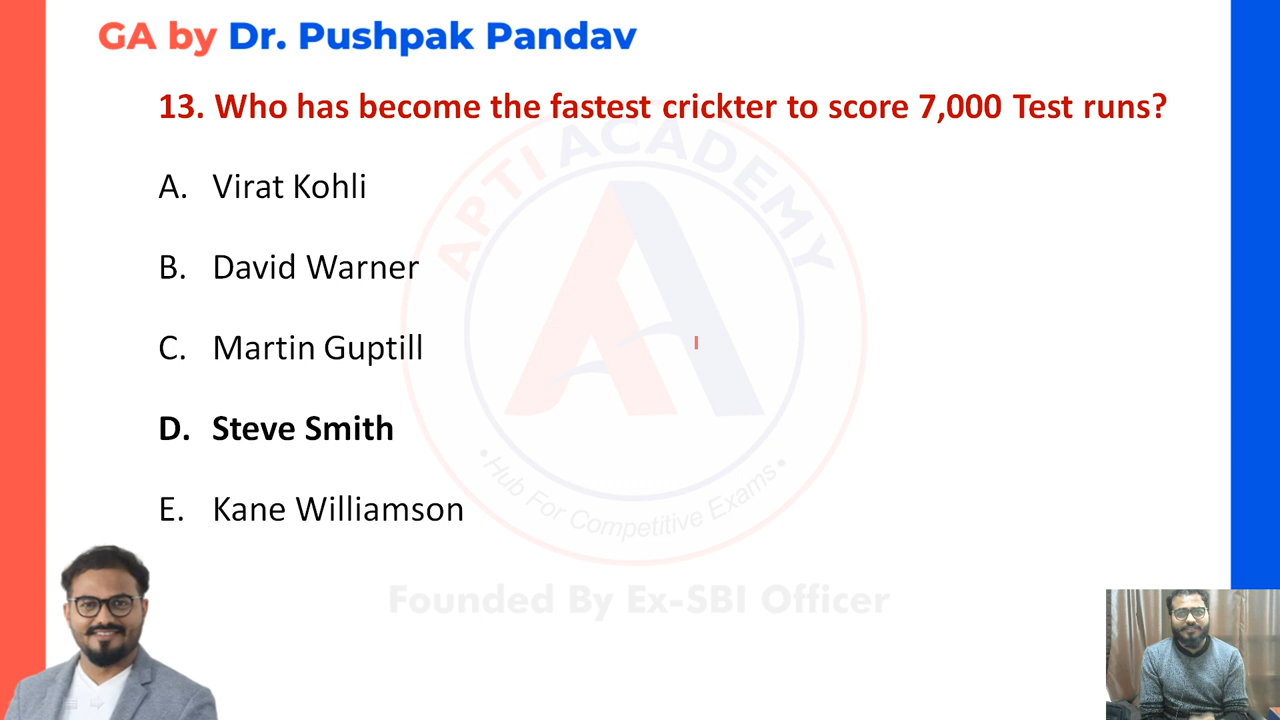 GA by Dr. Pushpak Pandav
13. Who has become the fastest crickter to score 7,000 Test runs?
A. Virat Kohli
B. David Warner
C. Martin Guptill
D. Steve Smith
E. Kane Williamson
APTI ACADEMY
•Hub For Competitive Exams•
Founded By Ex-SBI Officer